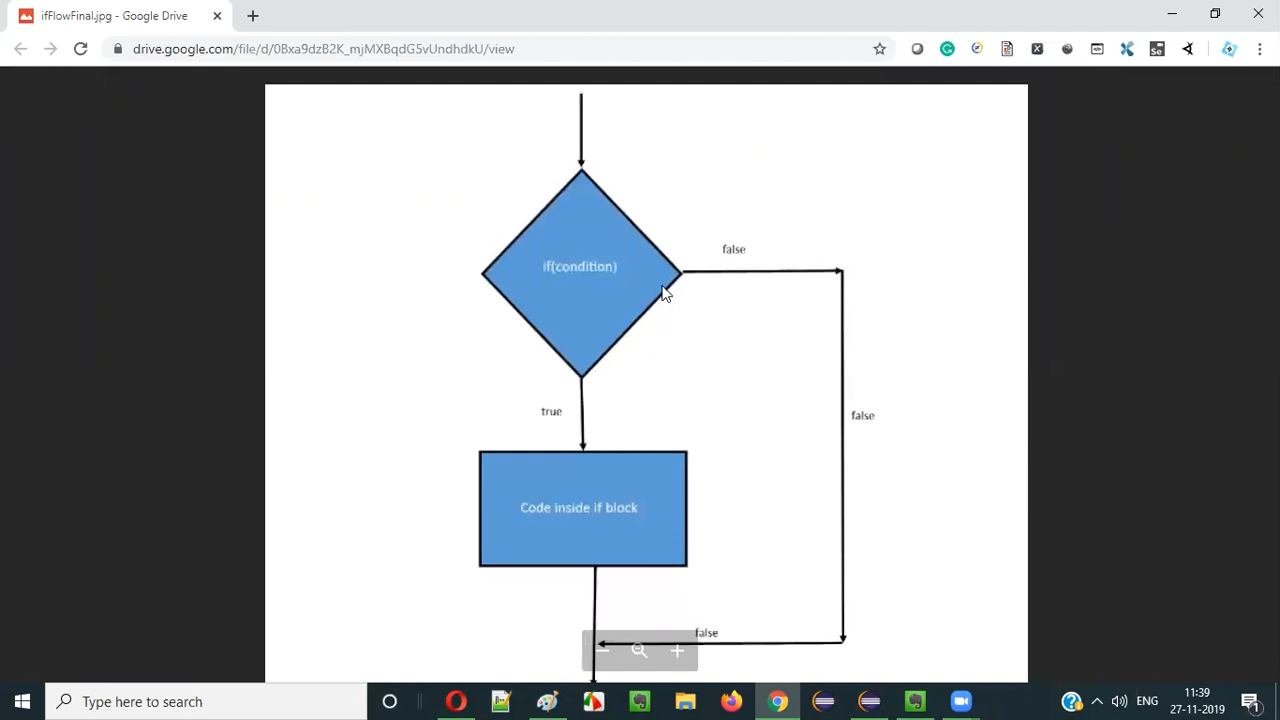 ifFlowFinal.jpg - Google Drive
drive.google.com/file/d/0Bxa9dzB2K_mjMXBqdG5vUndhdkU/view
if(condition)
false
true
false
Code inside if block
false
Type here to search
ENG
11:39
27-11-2019